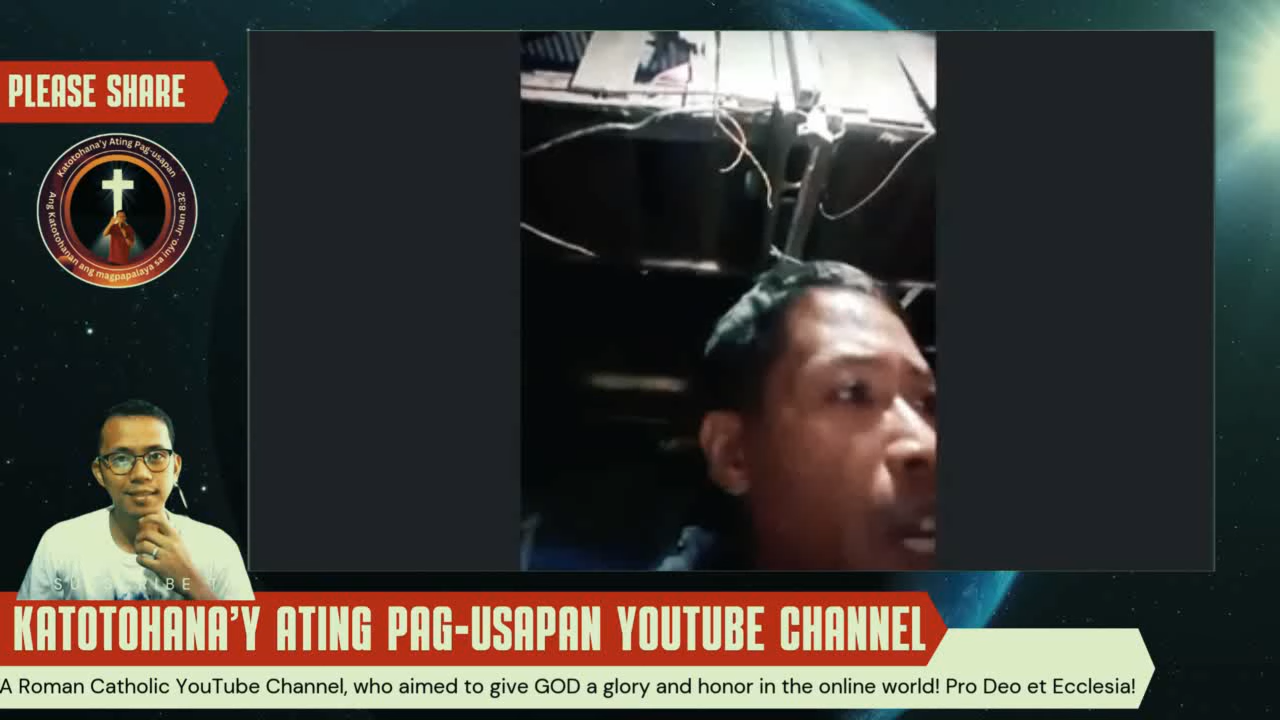 PLEASE SHARE
Katotohana'y Ating Pag-usapan
Ang Katotohanan ang magpapalaya sa inyo. Juan 8:32
KATOTOHANA'Y ATING PAG-USAPAN YOUTUBE CHANNEL
A Roman Catholic YouTube Channel, who aimed to give GOD a glory and honor in the online world! Pro Deo et Ecclesia!